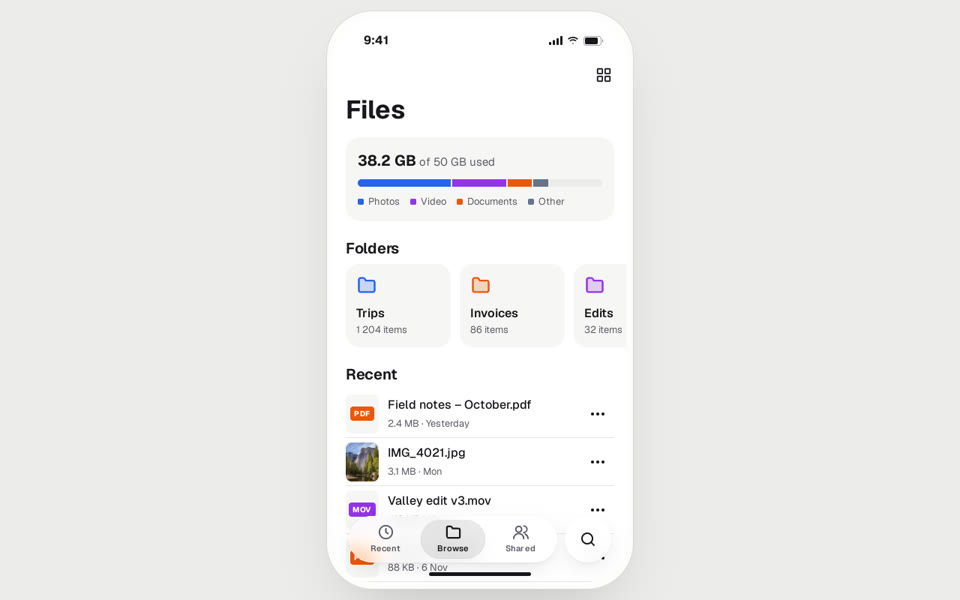 9:41
Files
38.2 GB of 50 GB used
Photos Video Documents Other
Folders
Trips
1 204 items
Invoices
86 items
Edits
32 items
Recent
PDF
Field notes – October.pdf
2.4 MB · Yesterday
IMG_4021.jpg
3.1 MB · Mon
MOV
Valley edit v3.mov
88 KB · 6 Nov
Recent
Browse
Shared